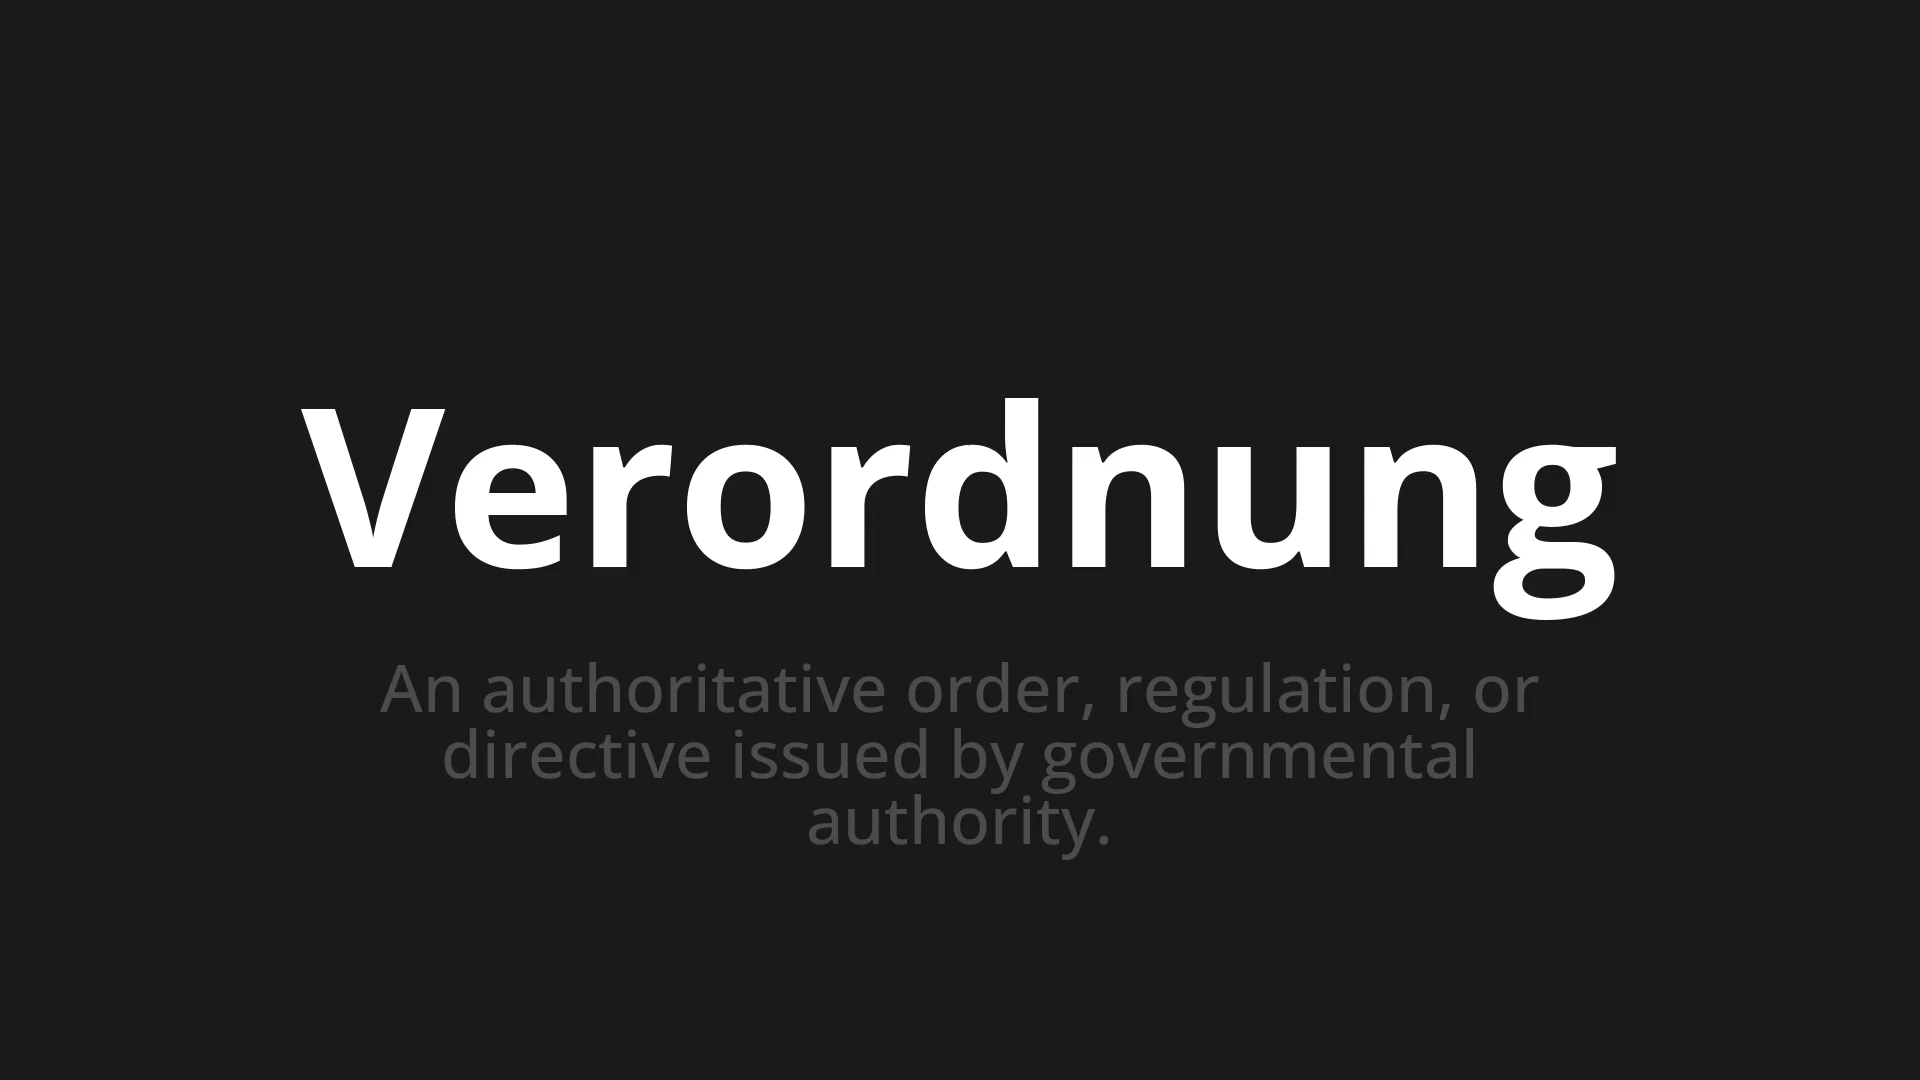 Verordnung
An authoritative order, regulation, or
directive issued by governmental
authority.